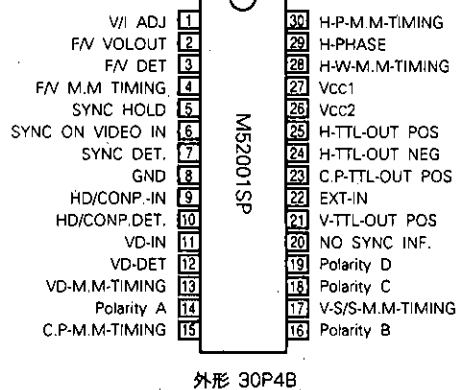 V/I ADJ 1
F/V VOLOUT 2
F/V DET 3
F/V M.M TIMING 4
SYNC HOLD 5
SYNC ON VIDEO IN 6
SYNC DET. 7
GND 8
HD/CONP.-IN 9
HD/CONP.DET. 10
VD-IN 11
VD-DET 12
VD-M.M-TIMING 13
Polarity A 14
C.P-M.M-TIMING 15
M52001SP
30 H-P-M.M-TIMING
29 H-PHASE
28 H-W-M.M-TIMING
27 Vcc1
26 Vcc2
25 H-TTL-OUT POS
24 H-TTL-OUT NEG
23 C.P-TTL-OUT POS
22 EXT-IN
21 V-TTL-OUT POS
20 NO SYNC INF.
19 Polarity D
18 Polarity C
17 V-S/S-M.M-TIMING
16 Polarity B
外形 30P4B